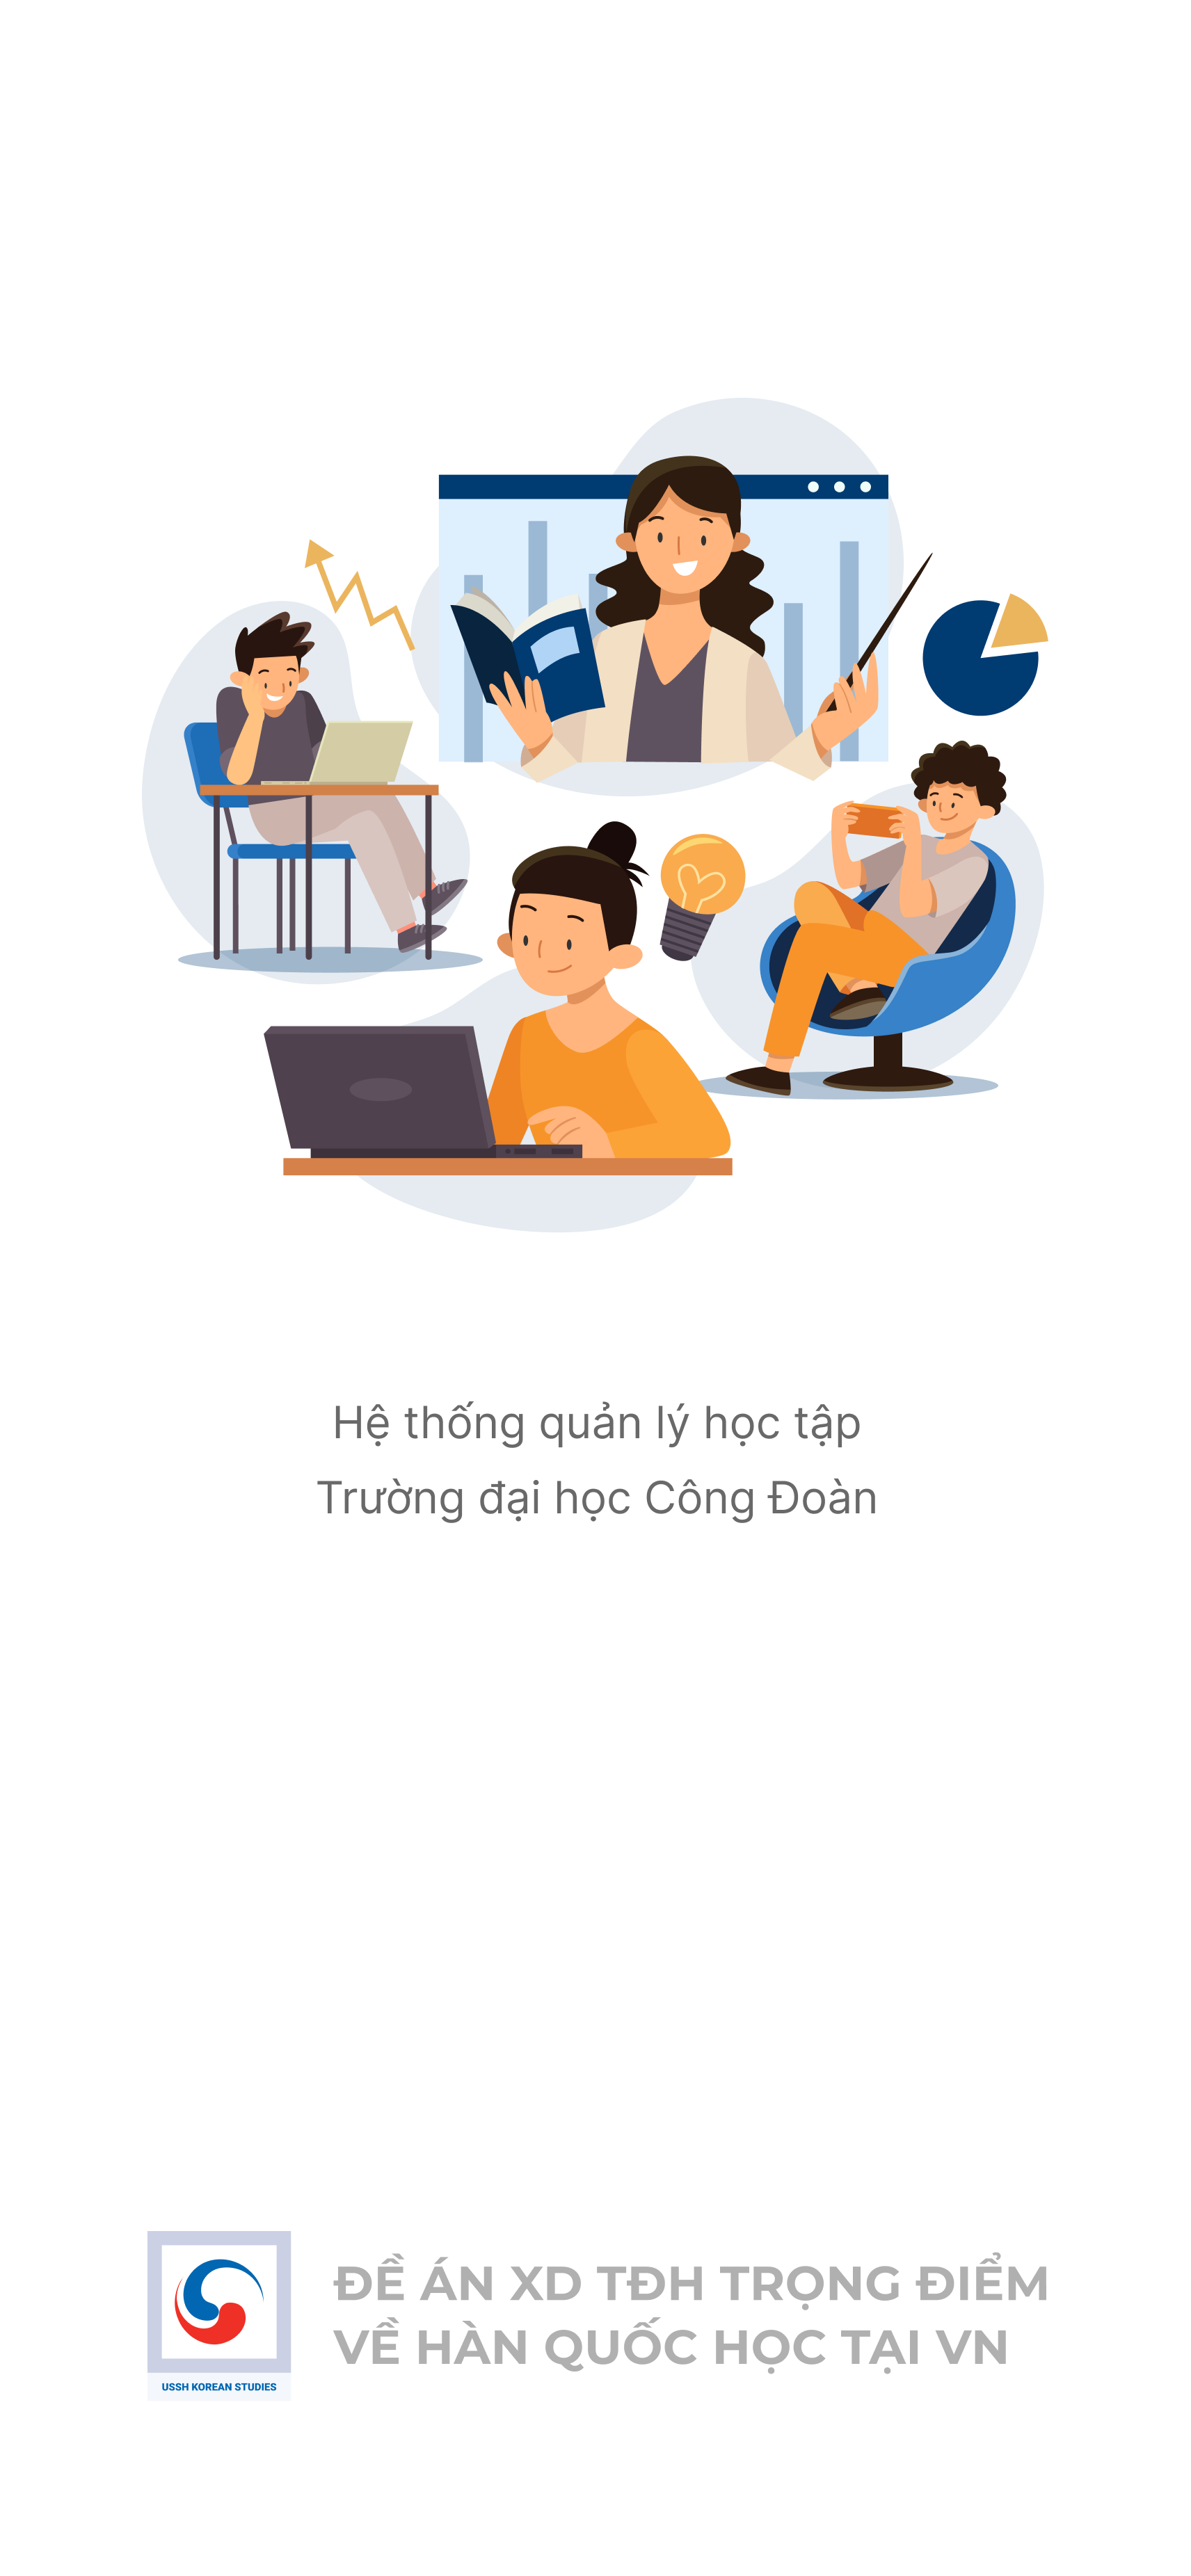 Hệ thống quản lý học tập
Trường đại học Công Đoàn
ĐỀ ÁN XD TĐH TRỌNG ĐIỂM
VỀ HÀN QUỐC HỌC TẠI VN
USSH KOREAN STUDIES